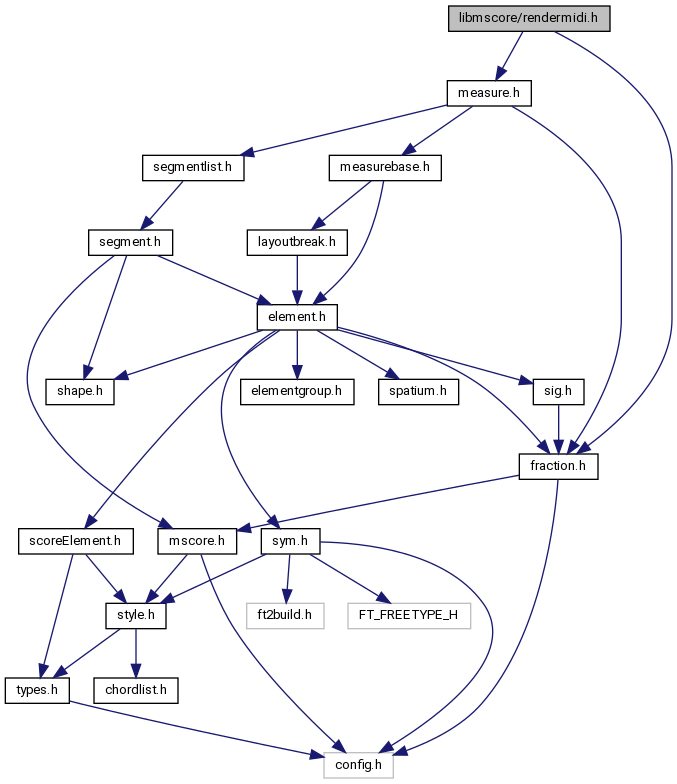 libmscore/rendermidi.h
measure.h
segmentlist.h
measurebase.h
segment.h
layoutbreak.h
element.h
shape.h
elementgroup.h
spatium.h
sig.h
fraction.h
scoreElement.h
mscore.h
sym.h
style.h
ft2build.h
FT_FREETYPE_H
types.h
chordlist.h
config.h